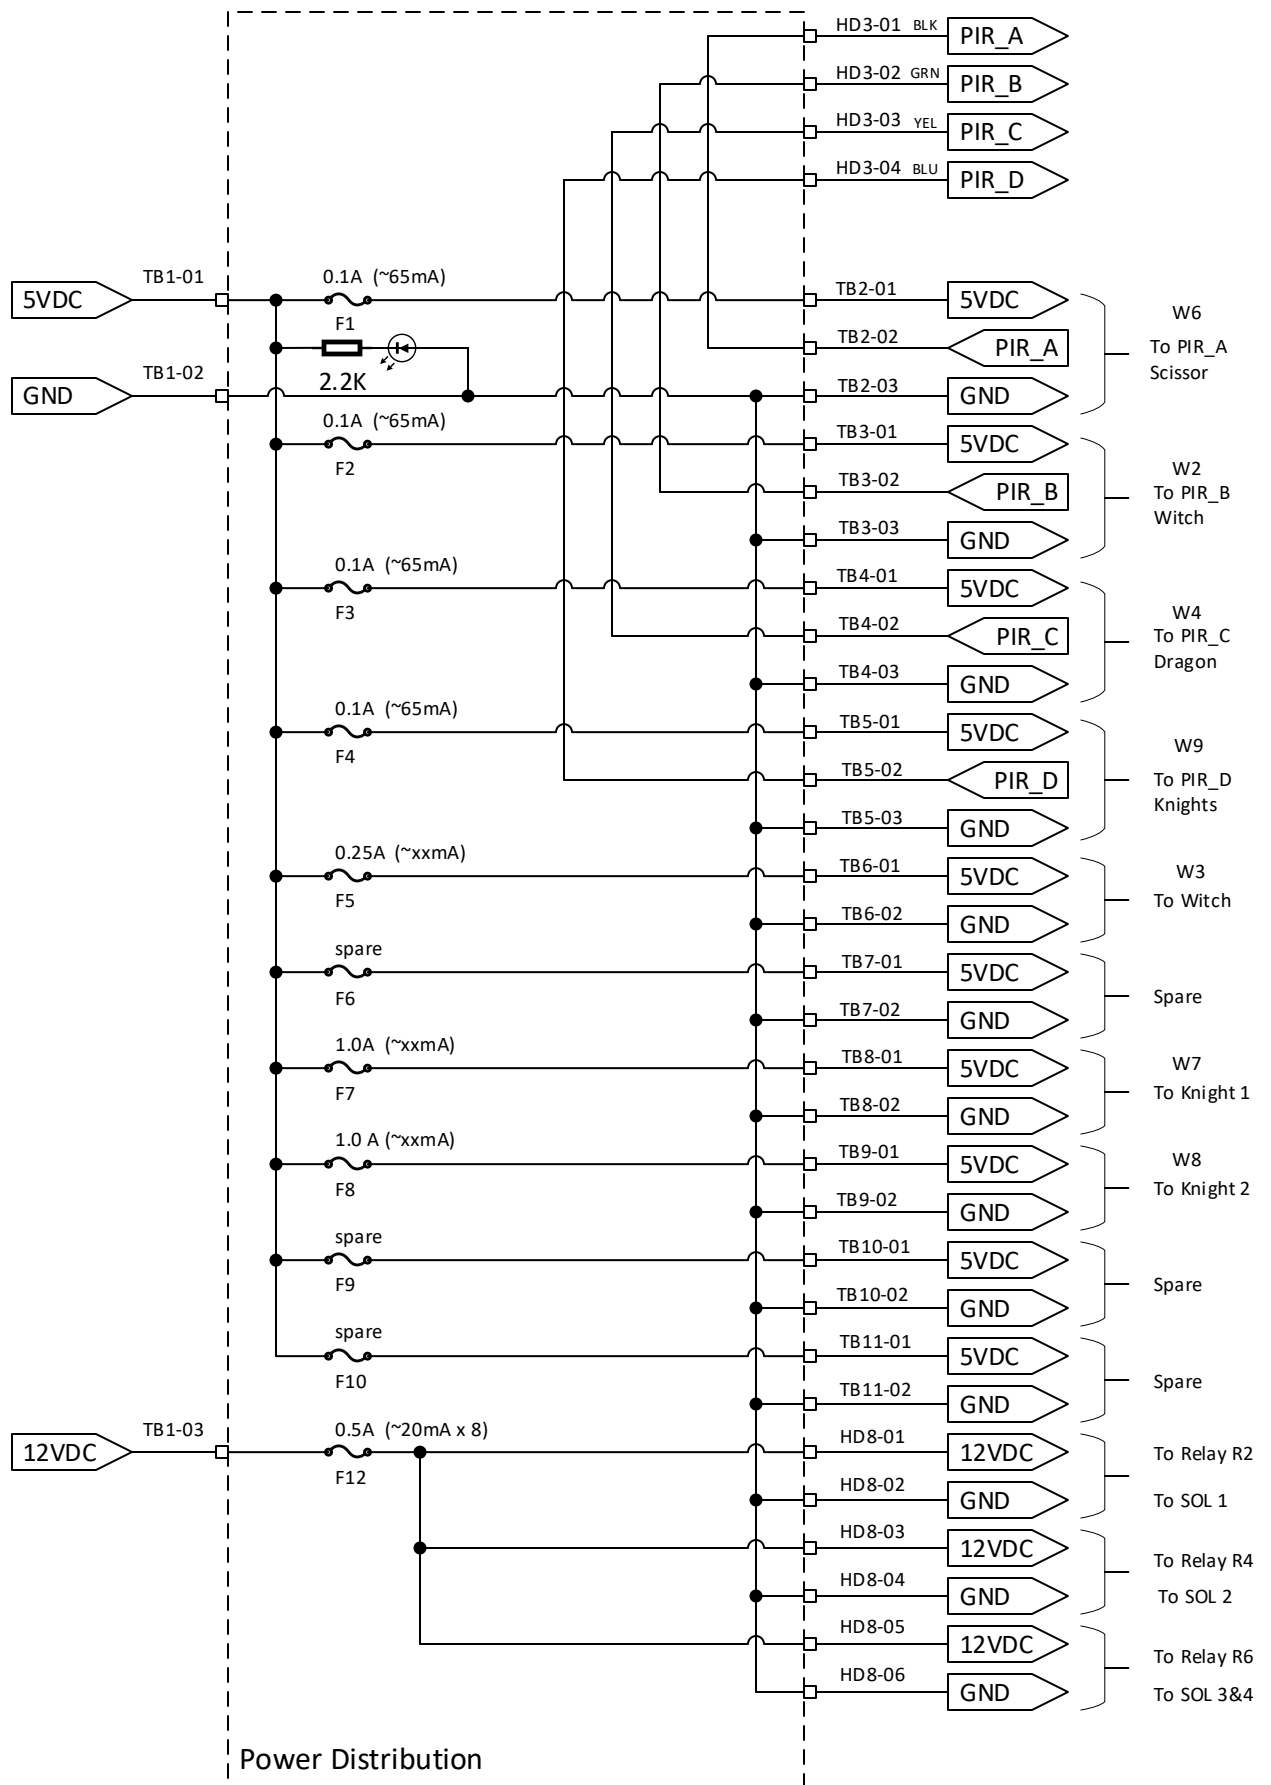 HD3-01 BLK PIR_A
HD3-02 GRN PIR_B
HD3-03 YEL PIR_C
HD3-04 BLU PIR_D
5VDC TB1-01 0.1A (~65mA) TB2-01 5VDC
F1 W6
TB2-02 PIR_A To PIR_A
Scissor
2.2K
GND TB1-02 TB2-03 GND
0.1A (~65mA) TB3-01 5VDC
F2 W2
TB3-02 PIR_B To PIR_B
Witch
TB3-03 GND
0.1A (~65mA) TB4-01 5VDC
F3 W4
TB4-02 PIR_C To PIR_C
Dragon
TB4-03 GND
0.1A (~65mA) TB5-01 5VDC
F4 W9
TB5-02 PIR_D To PIR_D
Knights
TB5-03 GND
0.25A (~xxmA) TB6-01 5VDC W3
F5 To Witch
TB6-02 GND
spare TB7-01 5VDC
F6 Spare
TB7-02 GND
1.0A (~xxmA) TB8-01 5VDC W7
F7 To Knight 1
TB8-02 GND
1.0 A (~xxmA) TB9-01 5VDC W8
F8 To Knight 2
TB9-02 GND
spare TB10-01 5VDC
F9 Spare
TB10-02 GND
spare TB11-01 5VDC
F10 Spare
TB11-02 GND
12VDC TB1-03 0.5A (~20mA x 8) HD8-01 12VDC To Relay R2
F12
HD8-02 GND To SOL 1
HD8-03 12VDC To Relay R4
HD8-04 GND To SOL 2
HD8-05 12VDC To Relay R6
HD8-06 GND To SOL 3&4
Power Distribution